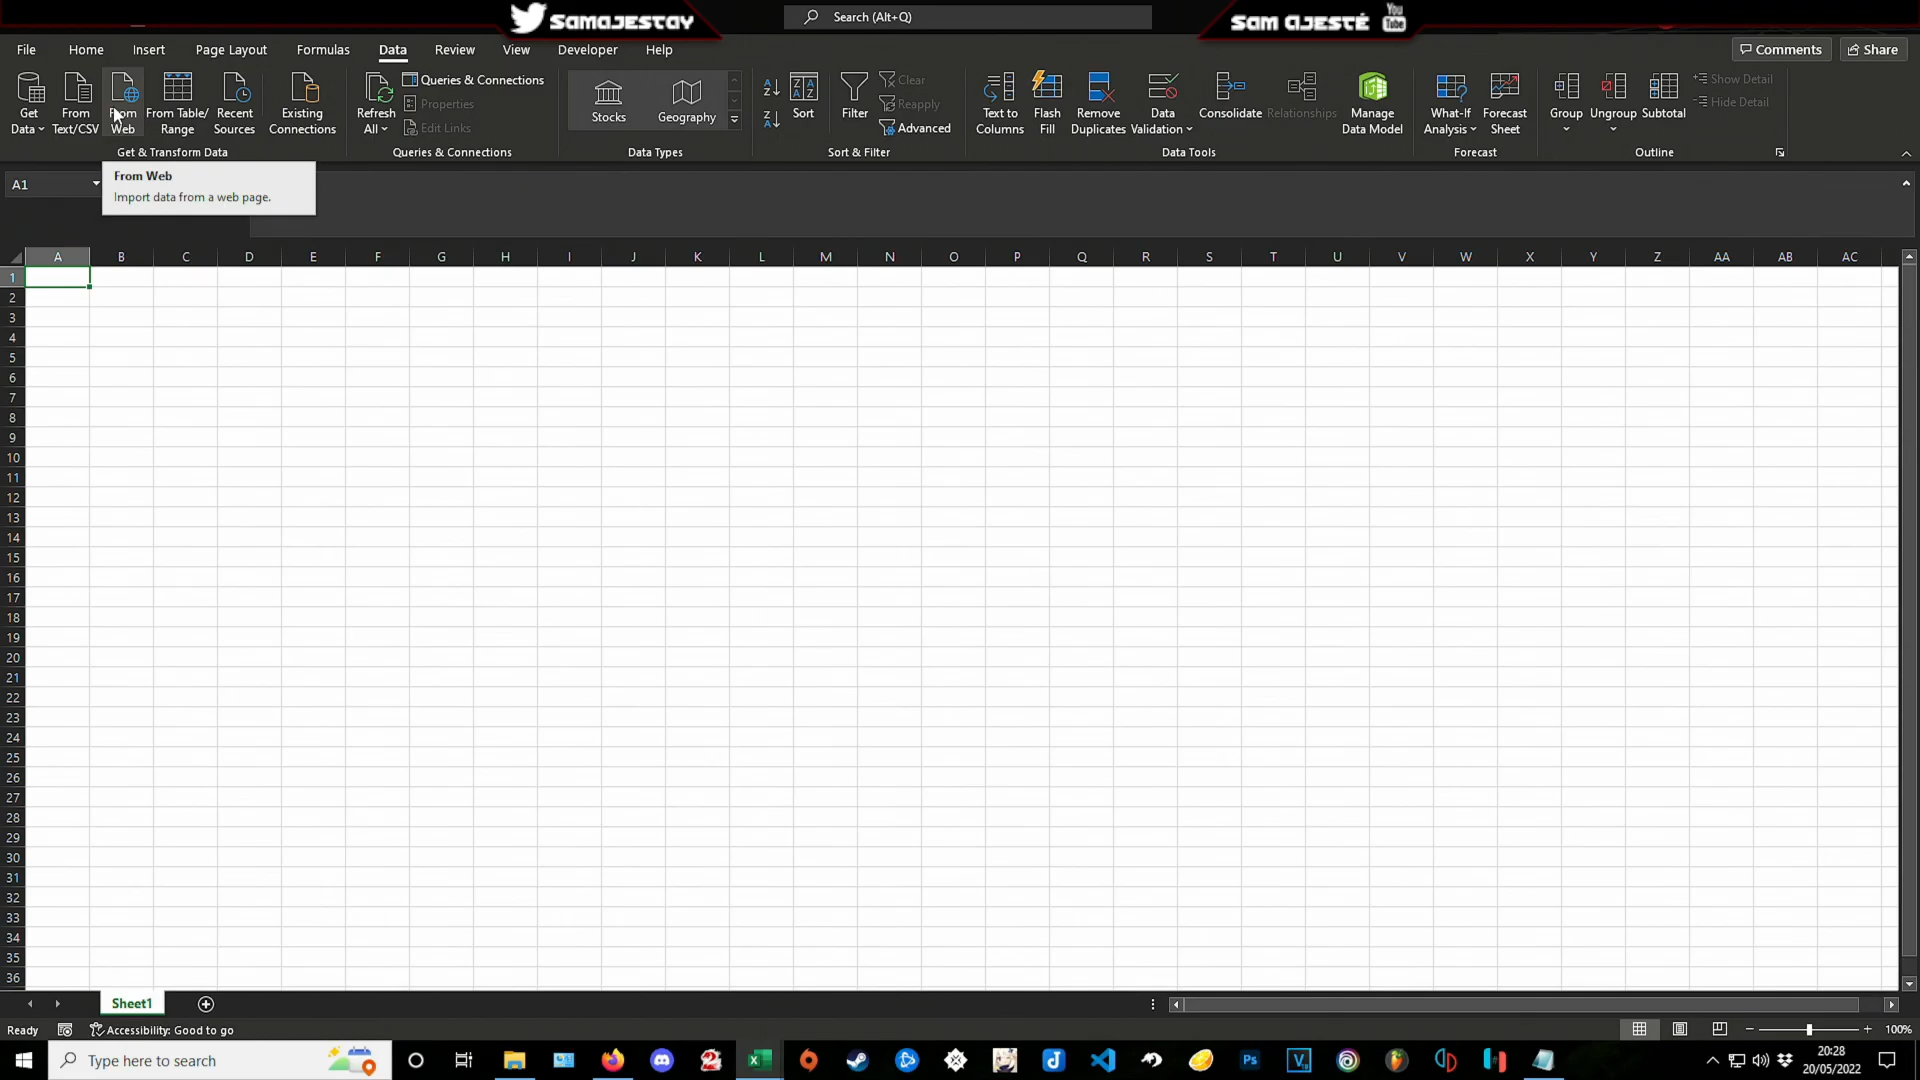 SAMAJESTAY
Search (Alt+Q)
SAM AJESTÉ
You Tube
File Home Insert Page Layout Formulas Data Review View Developer Help
Comments Share
Get Data
From Text/CSV
From Web
From Table/ Range
Recent Sources
Existing Connections
Get & Transform Data
Refresh All
Queries & Connections
Properties
Edit Links
Queries & Connections
Stocks Geography
Data Types
Sort
Filter
Clear
Reapply
Advanced
Sort & Filter
Text to Columns
Flash Fill
Remove Duplicates
Data Validation
Consolidate
Relationships
Manage Data Model
Data Tools
What-If Analysis
Forecast Sheet
Forecast
Group
Ungroup
Subtotal
Show Detail
Hide Detail
Outline
A1
From Web
Import data from a web page.
A B C D E F G H I J K L M N O P Q R S T U V W X Y Z AA AB AC
1
2
3
4
5
6
7
8
9
10
11
12
13
14
15
16
17
18
19
20
21
22
23
24
25
26
27
28
29
30
31
32
33
34
35
36
Sheet1
Ready Accessibility: Good to go
100%
Type here to search
20:28
20/05/2022